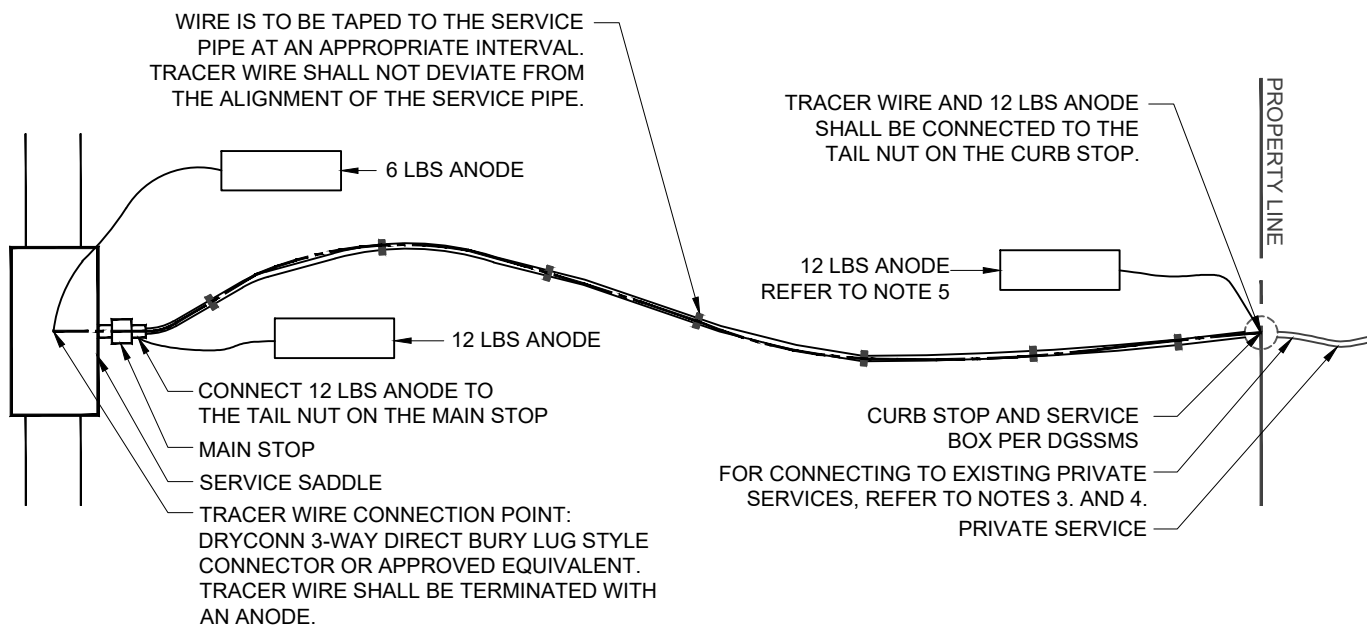 WIRE IS TO BE TAPED TO THE SERVICE
PIPE AT AN APPROPRIATE INTERVAL.
TRACER WIRE SHALL NOT DEVIATE FROM
THE ALIGNMENT OF THE SERVICE PIPE.
TRACER WIRE AND 12 LBS ANODE
SHALL BE CONNECTED TO THE
TAIL NUT ON THE CURB STOP.
PROPERTY LINE
6 LBS ANODE
12 LBS ANODE
REFER TO NOTE 5
12 LBS ANODE
CONNECT 12 LBS ANODE TO
THE TAIL NUT ON THE MAIN STOP
MAIN STOP
SERVICE SADDLE
TRACER WIRE CONNECTION POINT:
DRYCONN 3-WAY DIRECT BURY LUG STYLE
CONNECTOR OR APPROVED EQUIVALENT.
TRACER WIRE SHALL BE TERMINATED WITH
AN ANODE.
CURB STOP AND SERVICE
BOX PER DGSSMS
FOR CONNECTING TO EXISTING PRIVATE
SERVICES, REFER TO NOTES 3. AND 4.
PRIVATE SERVICE